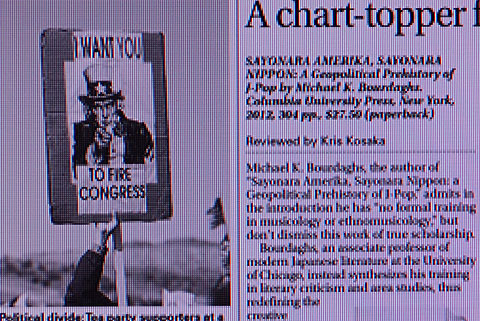 I WANT YOU
TO FIRE
CONGRESS
Political divide: Tea party supporters at a
A chart-topper f
SAYONARA AMERIKA, SAYONARA
NIPPON: A Geopolitical Prehistory of
J-Pop by Michael K. Bourdaghs.
Columbia University Press, New York,
2012, 304 pp., $27.50 (paperback)
Reviewed by Kris Kosaka
Michael K. Bourdaghs, the author of
"Sayonara Amerika, Sayonara Nippon: a
Geopolitical Prehistory of J-Pop," admits in
the introduction he has "no formal training
in musicology or ethnomusicology," but
don't dismiss this work of true scholarship.
Bourdaghs, an associate professor of
modern Japanese literature at the University
of Chicago, instead synthesizes his training
in literary criticism and area studies, thus
redefining the
creative